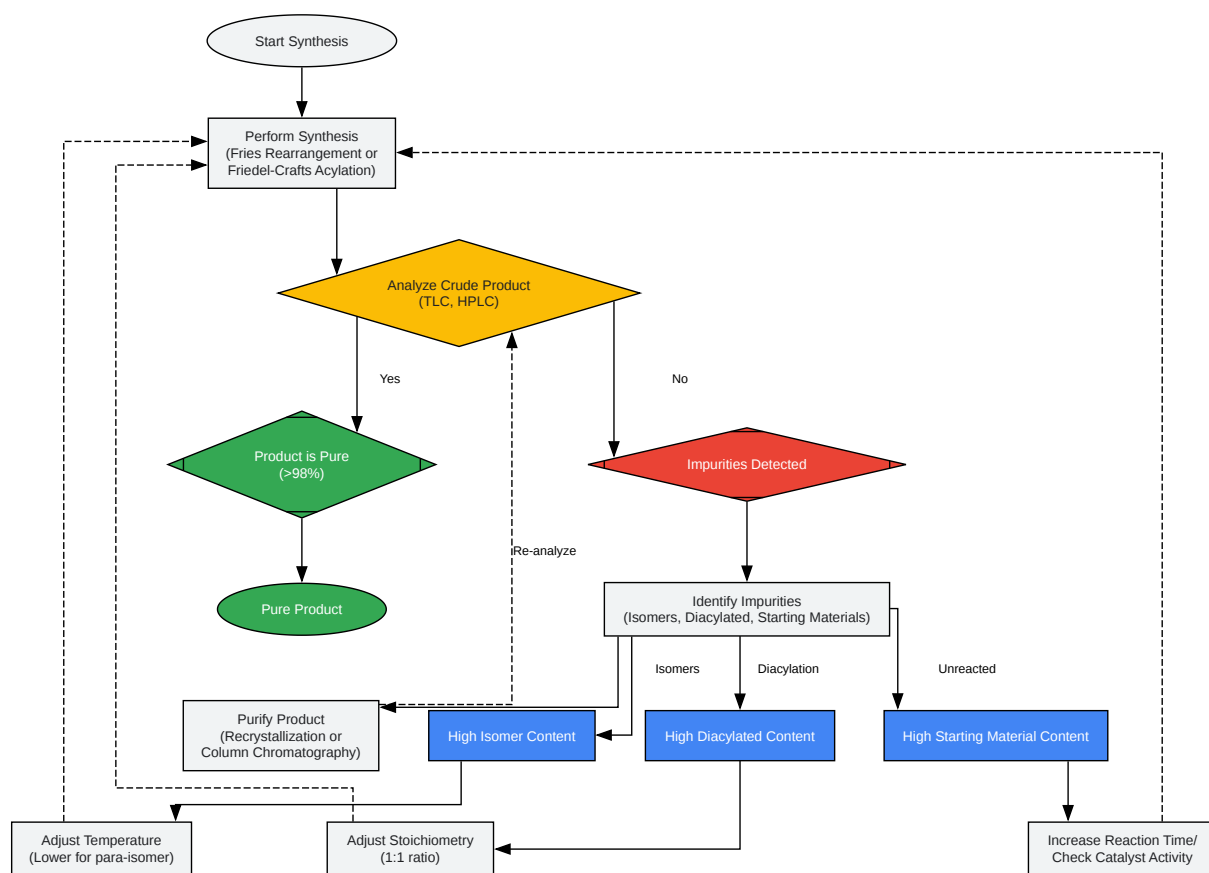 Start Synthesis
Perform Synthesis
(Fries Rearrangement or
Friedel-Crafts Acylation)
Analyze Crude Product
(TLC, HPLC)
Yes
No
Product is Pure
(>98%)
Impurities Detected
Re-analyze
Pure Product
Identify Impurities
(Isomers, Diacylated, Starting Materials)
Isomers
Diacylation
Unreacted
Purify Product
(Recrystallization or
Column Chromatography)
High Isomer Content
High Diacylated Content
High Starting Material Content
Adjust Temperature
(Lower for para-isomer)
Adjust Stoichiometry
(1:1 ratio)
Increase Reaction Time/
Check Catalyst Activity